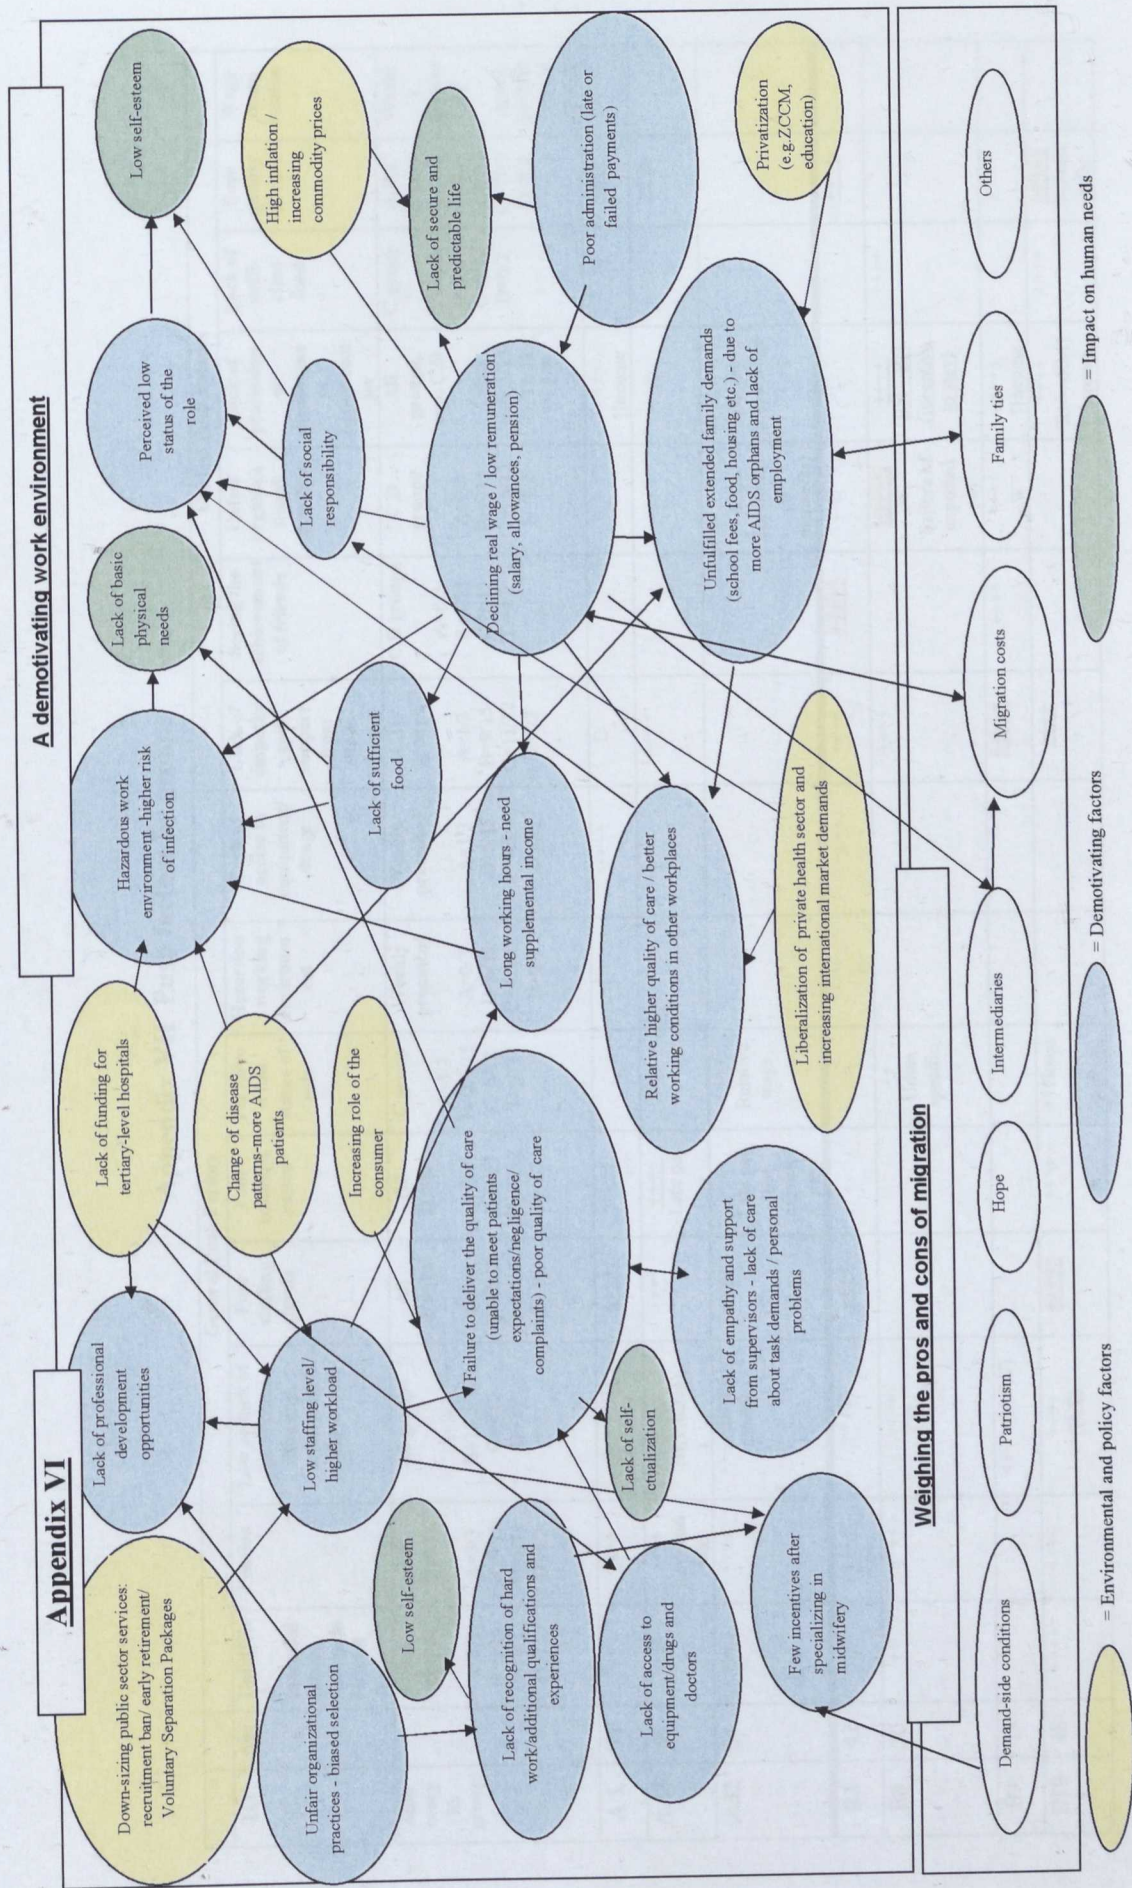 Appendix VI
A demotivating work environment
Down-sizing public sector services:
recruitment ban/ early retirement/
Voluntary Separation Packages
Lack of professional
development
opportunities
Lack of funding for
tertiary-level hospitals
Hazardous work
environment -higher risk
of infection
Lack of basic
physical
needs
Perceived low
status of the
role
Low self-esteem
Unfair organizational
practices - biased selection
Low staffing level/
higher workload
Change of disease
patterns-more AIDS
patients
Lack of sufficient
food
Lack of social
responsibility
High inflation /
increasing
commodity prices
Low self-esteem
Increasing role of the
consumer
Lack of secure and
predictable life
Lack of recognition of hard
work/additional qualifications and
experiences
Failure to deliver the quality of care
(unable to meet patients
expectations/negligence/
complaints) - poor quality of care
Long working hours - need
supplemental income
Declining real wage / low remuneration
(salary, allowances, pension)
Poor administration (late or
failed payments)
Lack of access to
equipment/drugs and
doctors
Lack of self-
ctualization
Relative higher quality of care / better
working conditions in other workplaces
Unfulfilled extended family demands
(school fees, food, housing etc.) - due to
more AIDS orphans and lack of
employment
Privatization
(e.g.ZCCM,
education)
Few incentives after
specializing in
midwifery
Lack of empathy and support
from supervisors - lack of care
about task demands / personal
problems
Liberalization of private health sector and
increasing international market demands
Weighing the pros and cons of migration
Demand-side conditions
Patriotism
Hope
Intermediaries
Migration costs
Family ties
Others
= Environmental and policy factors
= Demotivating factors
= Impact on human needs